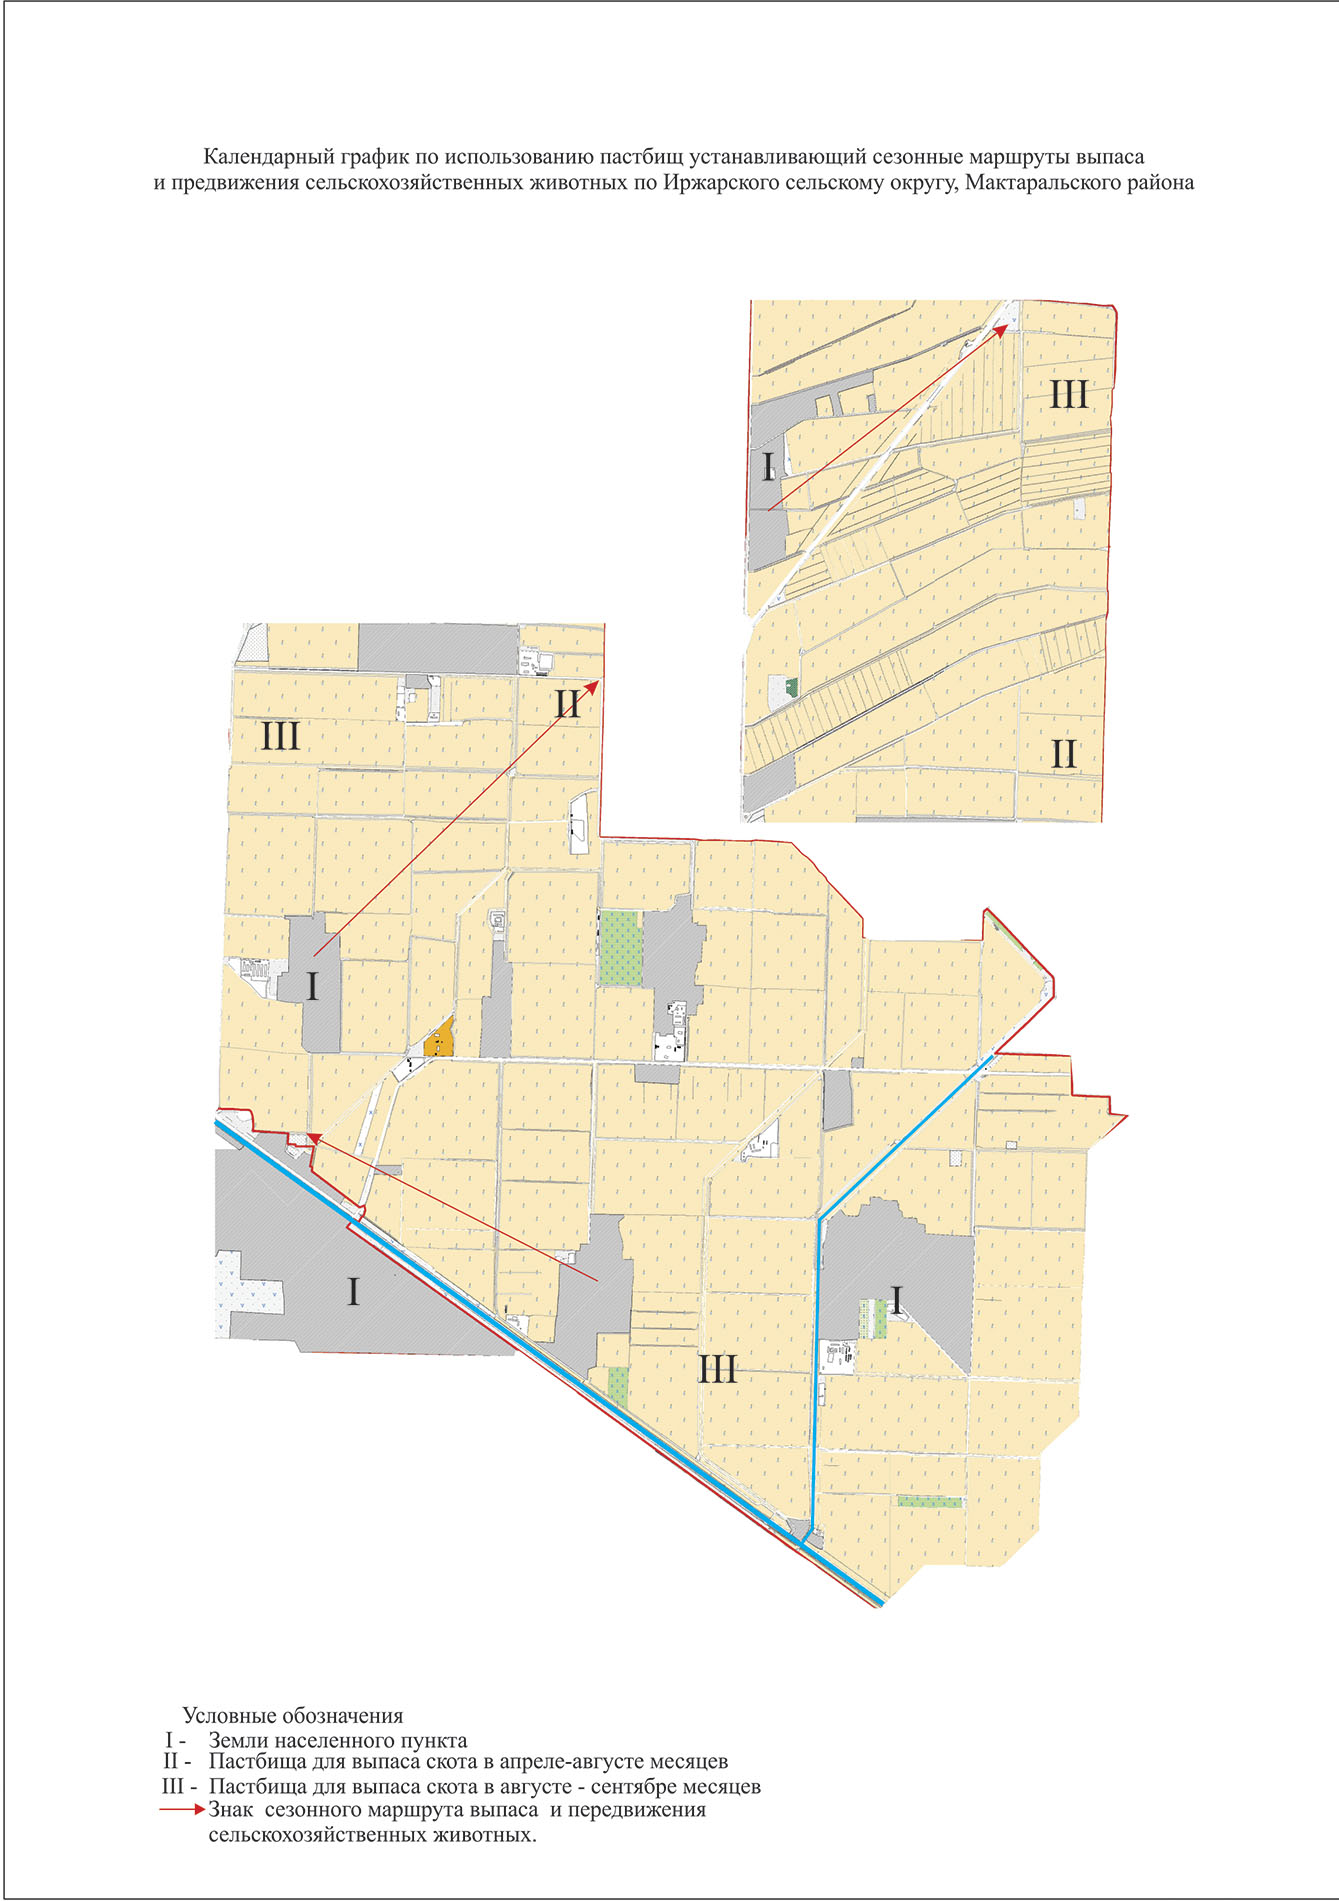 Календарный график по использованию пастбищ устанавливающий сезонные маршруты выпаса
и предвижения сельскохозяйственных животных по Иржарского сельскому округу, Мактаральского района
III
I
II
II
III
I
I
I
III
Условные обозначения
I - Земли населенного пункта
II - Пастбища для выпаса скота в апреле-августе месяцев
III - Пастбища для выпаса скота в августе - сентябре месяцев
Знак сезонного маршрута выпаса и передвижения
сельскохозяйственных животных.